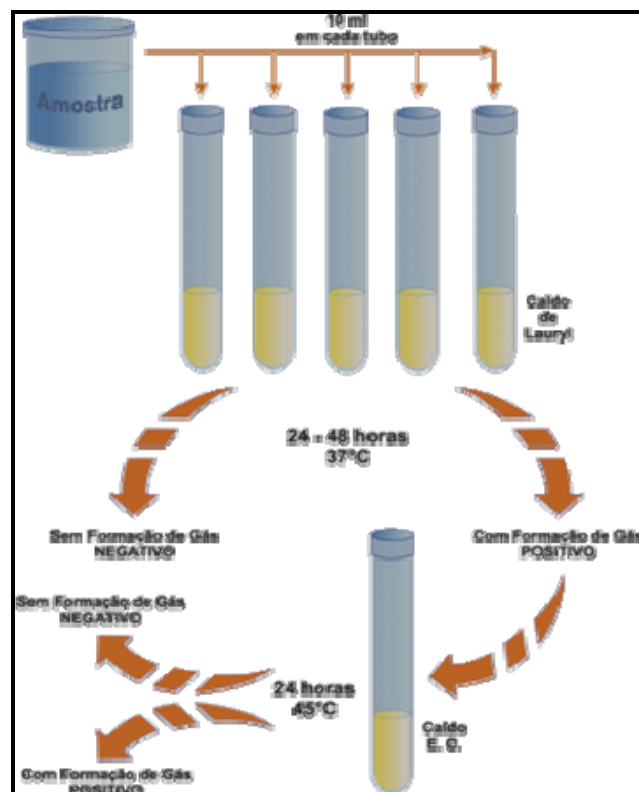 10 ml
em cada tubo
Amostra
Caldo
de
Lauryl
24 - 48 horas
37°C
Sem Formação de Gás
NEGATIVO
Com Formação de Gás
POSITIVO
Sem Formação de Gás
NEGATIVO
24 horas
45°C
Caldo
E. C.
Com Formação de Gás
POSITIVO